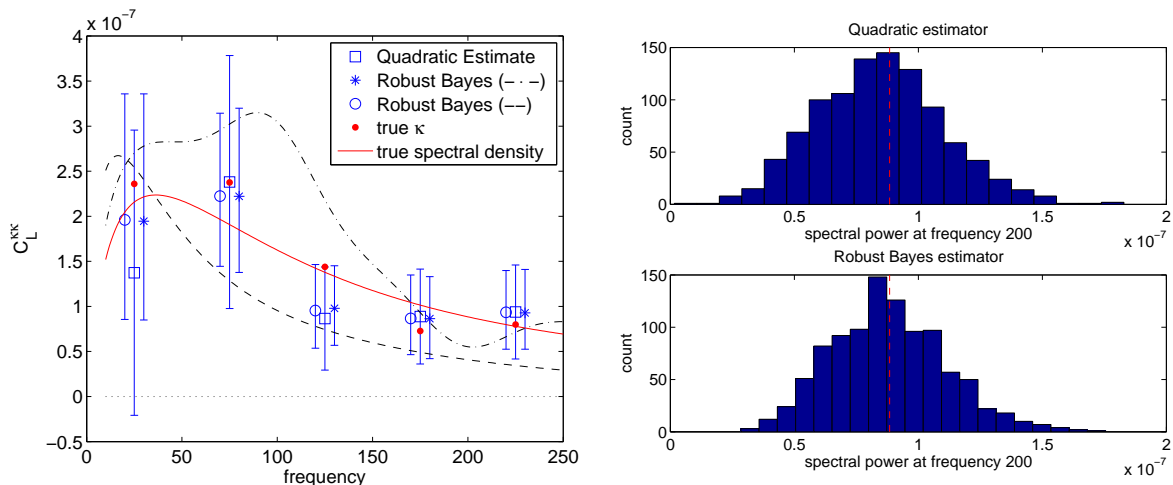 x 10⁻⁷
4
3.5
3
2.5
2
1.5
1
0.5
0
−0.5
C_L^κκ
0 50 100 150 200 250
frequency
Quadratic Estimate
Robust Bayes (− · −)
Robust Bayes (−−)
true κ
true spectral density
Quadratic estimator
150
100
50
0
count
0 0.5 1 1.5 2
spectral power at frequency 200
x 10⁻⁷
Robust Bayes estimator
150
100
50
0
count
0 0.5 1 1.5 2
spectral power at frequency 200
x 10⁻⁷